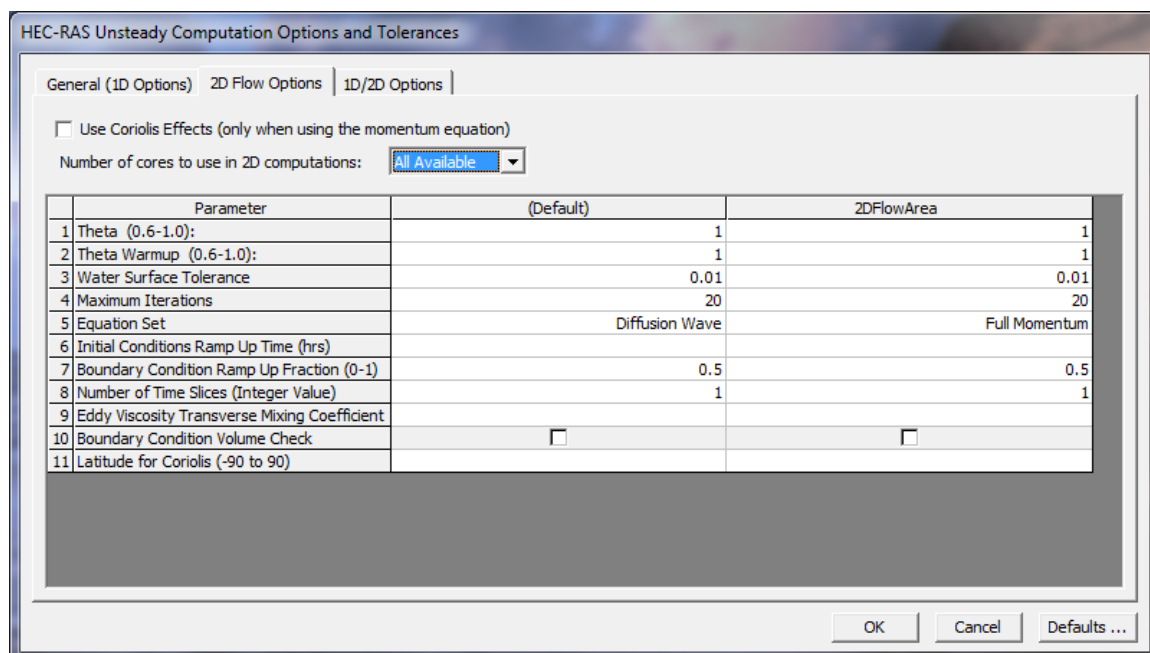 HEC-RAS Unsteady Computation Options and Tolerances
General (1D Options) 2D Flow Options 1D/2D Options
Use Coriolis Effects (only when using the momentum equation)
Number of cores to use in 2D computations: All Available
Parameter (Default) 2DFlowArea
1 Theta (0.6-1.0): 1 1
2 Theta Warmup (0.6-1.0): 1 1
3 Water Surface Tolerance 0.01 0.01
4 Maximum Iterations 20 20
5 Equation Set Diffusion Wave Full Momentum
6 Initial Conditions Ramp Up Time (hrs)
7 Boundary Condition Ramp Up Fraction (0-1) 0.5 0.5
8 Number of Time Slices (Integer Value) 1 1
9 Eddy Viscosity Transverse Mixing Coefficient
10 Boundary Condition Volume Check
11 Latitude for Coriolis (-90 to 90)
OK Cancel Defaults ...